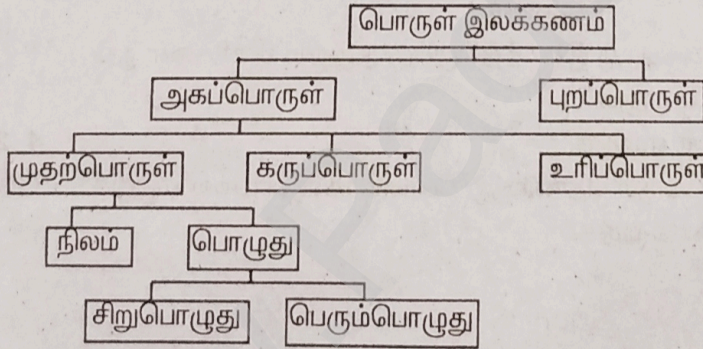 பொருள் இலக்கணம்
அகப்பொருள் புறப்பொருள்
முதற்பொருள் கருப்பொருள் உரிப்பொருள்
நிலம் பொழுது
சிறுபொழுது பெரும்பொழுது